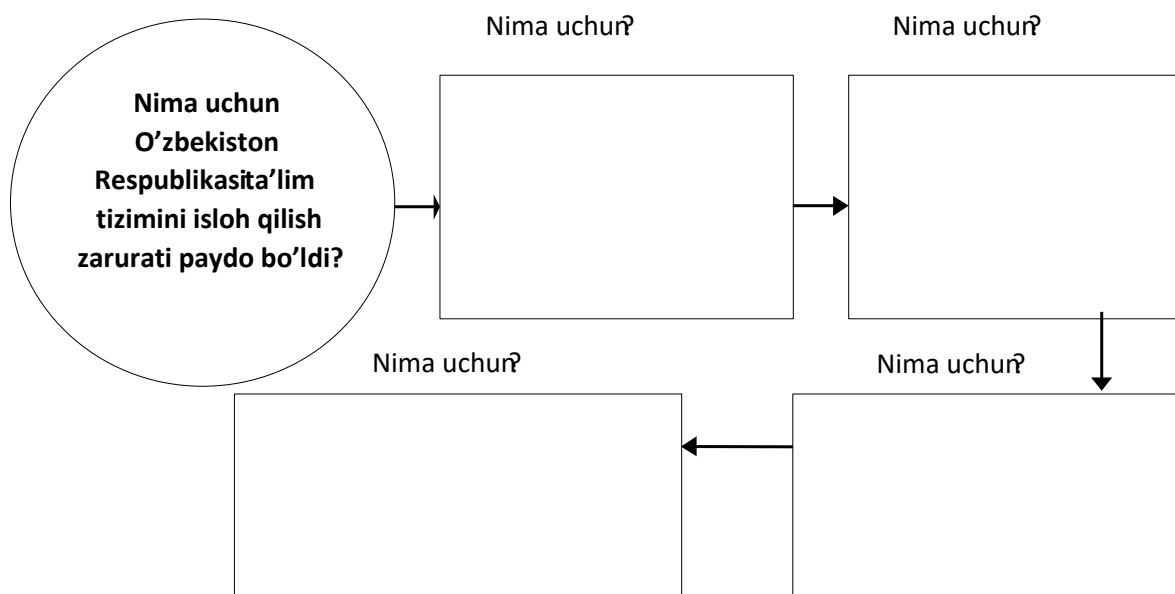 Nima uchun?
Nima uchun?
Nima uchun
O’zbekiston
Respublikasita’lim
tizimini isloh qilish
zarurati paydo bo’ldi?
Nima uchun?
Nima uchun?